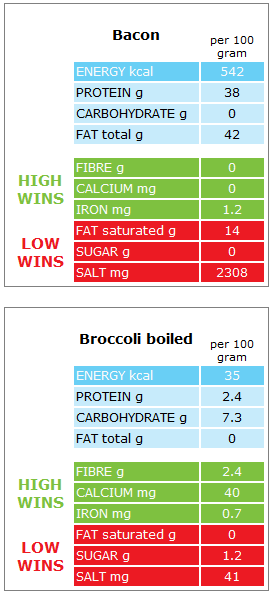 Bacon
per 100
gram
ENERGY kcal 542
PROTEIN g 38
CARBOHYDRATE g 0
FAT total g 42
HIGH
WINS
FIBRE g 0
CALCIUM mg 0
IRON mg 1.2
LOW
WINS
FAT saturated g 14
SUGAR g 0
SALT mg 2308
Broccoli boiled
per 100
gram
ENERGY kcal 35
PROTEIN g 2.4
CARBOHYDRATE g 7.3
FAT total g 0
HIGH
WINS
FIBRE g 2.4
CALCIUM mg 40
IRON mg 0.7
LOW
WINS
FAT saturated g 0
SUGAR g 1.2
SALT mg 41